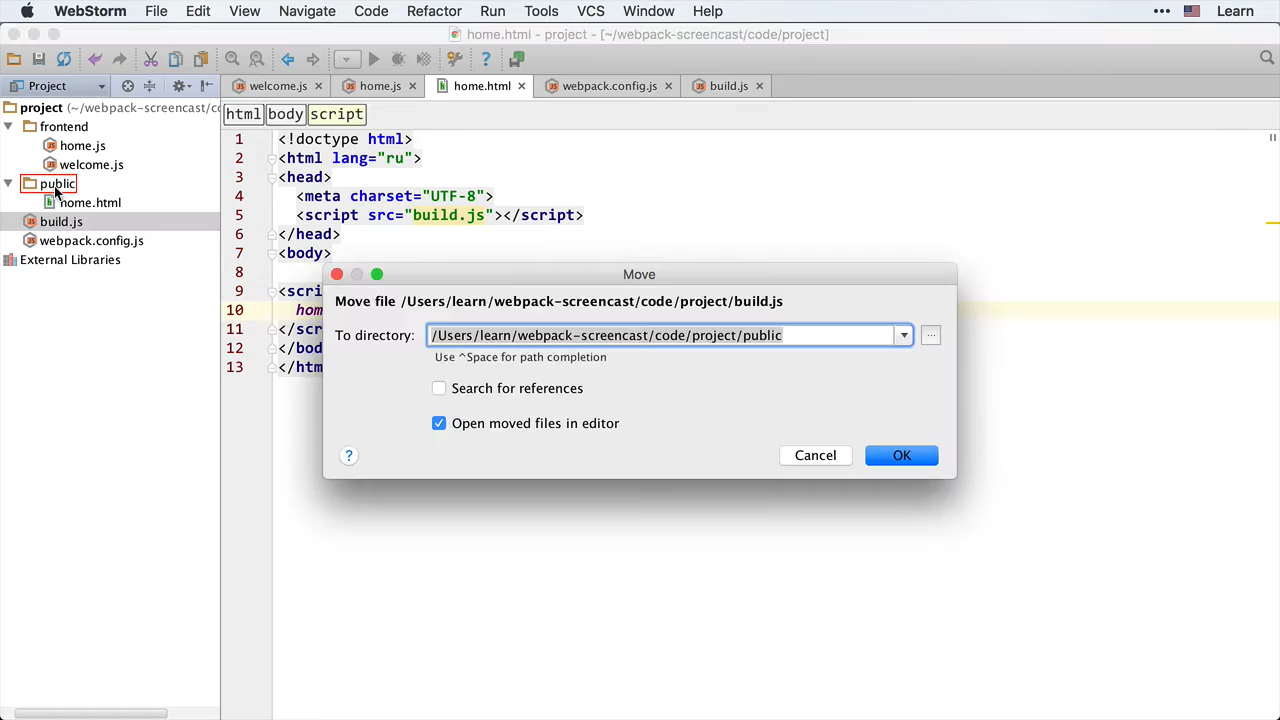 WebStorm File Edit View Navigate Code Refactor Run Tools VCS Window Help ••• Learn
home.html - project - [~/webpack-screencast/code/project]
Project welcome.js home.js home.html webpack.config.js build.js
project (~/webpack-screencast/co
frontend
home.js
welcome.js
public
home.html
build.js
webpack.config.js
External Libraries
html body script
1 <!doctype html>
2 <html lang="ru">
3 <head>
4 <meta charset="UTF-8">
5 <script src="build.js"></script>
6 </head>
7 <body>
8
9 <scri
10 hom
11 </scr
12 </bod
13 </htm
Move
Move file /Users/learn/webpack-screencast/code/project/build.js
To directory: /Users/learn/webpack-screencast/code/project/public ...
Use ^Space for path completion
Search for references
Open moved files in editor
? Cancel OK